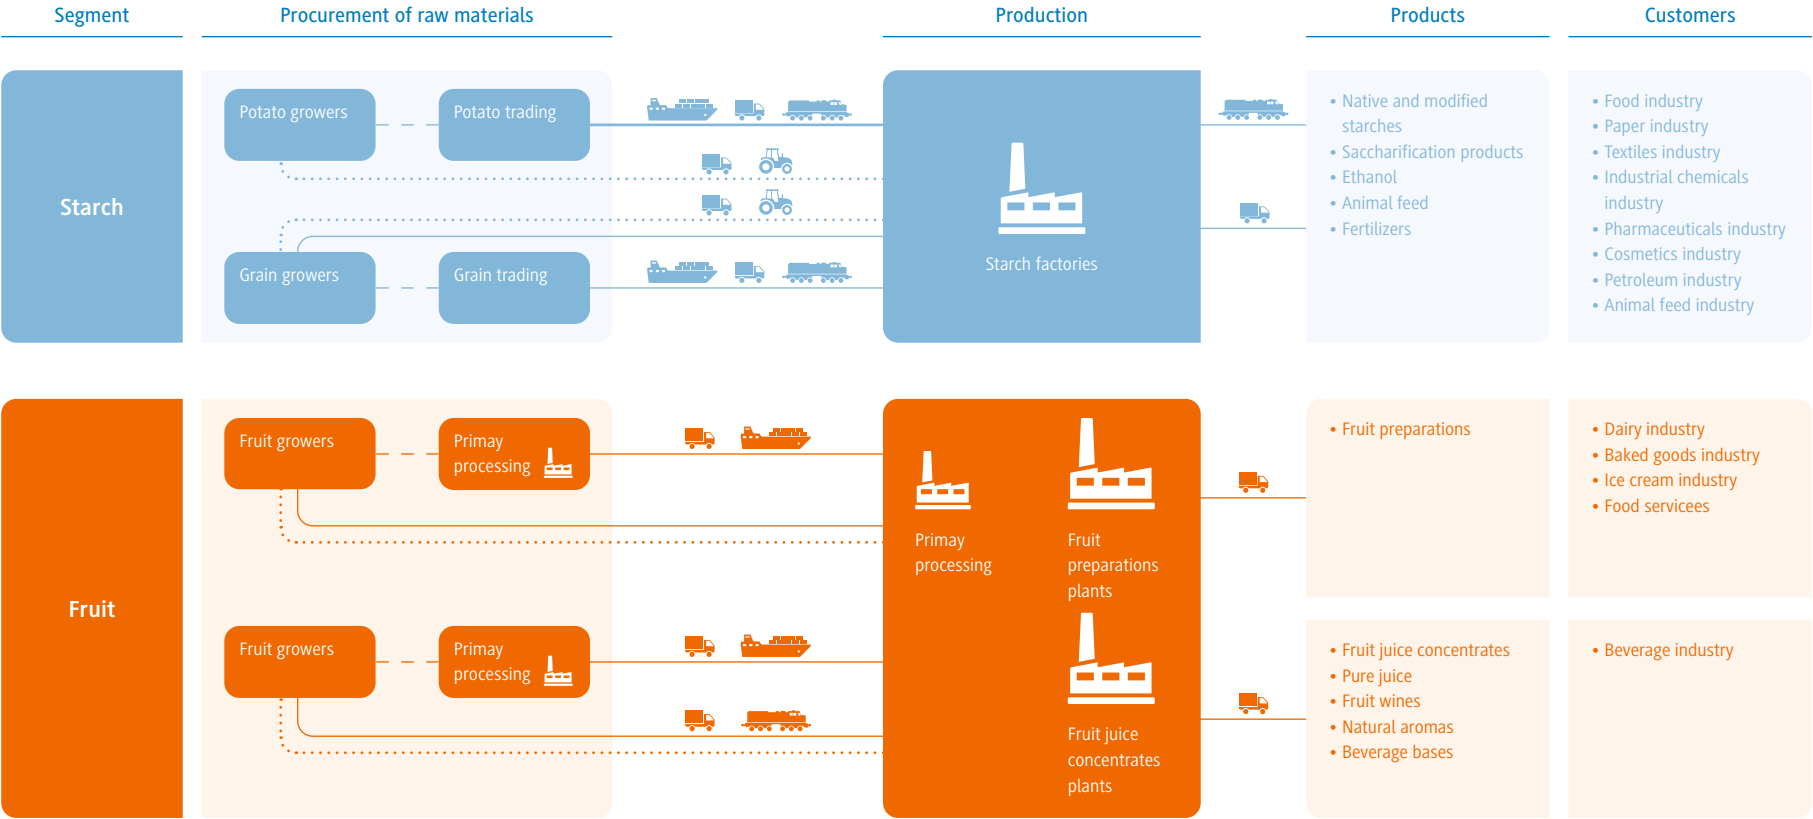 Segment
Procurement of raw materials
Production
Products
Customers
Starch
Potato growers
Potato trading
Grain growers
Grain trading
Starch factories
• Native and modified
starches
• Saccharification products
• Ethanol
• Animal feed
• Fertilizers
• Food industry
• Paper industry
• Textiles industry
• Industrial chemicals
industry
• Pharmaceuticals industry
• Cosmetics industry
• Petroleum industry
• Animal feed industry
Fruit
Fruit growers
Primay
processing
Fruit growers
Primay
processing
Primay
processing
Fruit
preparations
plants
Fruit juice
concentrates
plants
• Fruit preparations
• Dairy industry
• Baked goods industry
• Ice cream industry
• Food servicees
• Fruit juice concentrates
• Pure juice
• Fruit wines
• Natural aromas
• Beverage bases
• Beverage industry